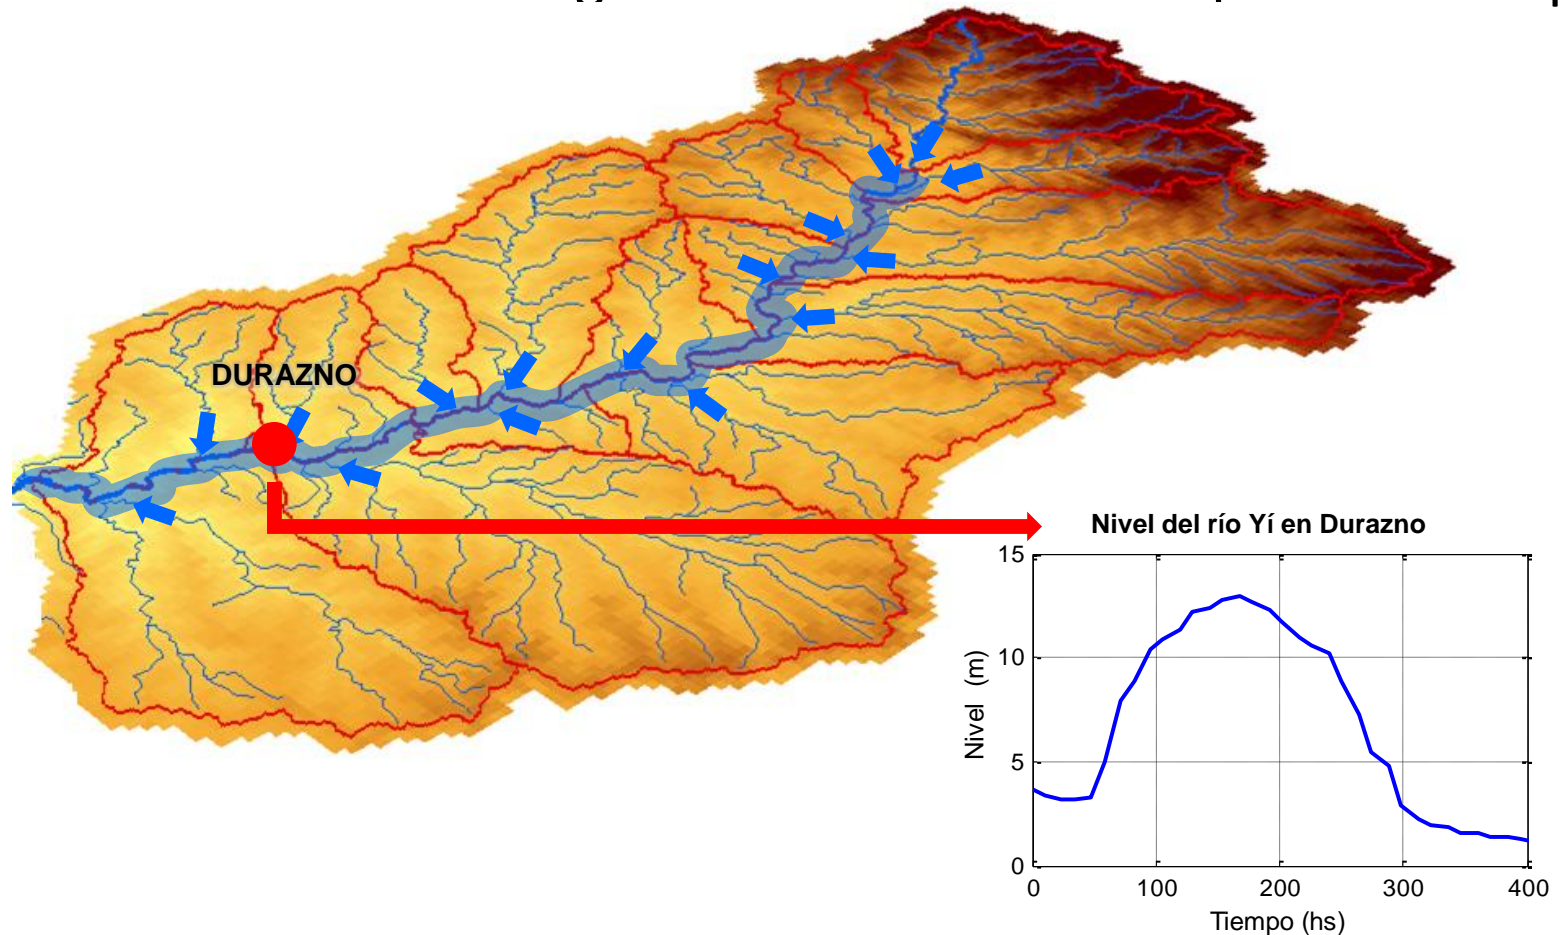 DURAZNO
Nivel del río Yí en Durazno
15
10
5
0
Nivel (m)
0 100 200 300 400
Tiempo (hs)